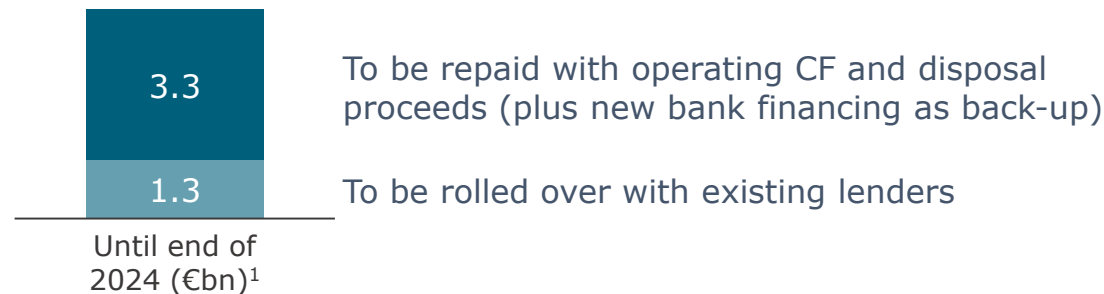 3.3
To be repaid with operating CF and disposal
proceeds (plus new bank financing as back-up)
1.3
To be rolled over with existing lenders
Until end of
2024 (€bn)¹